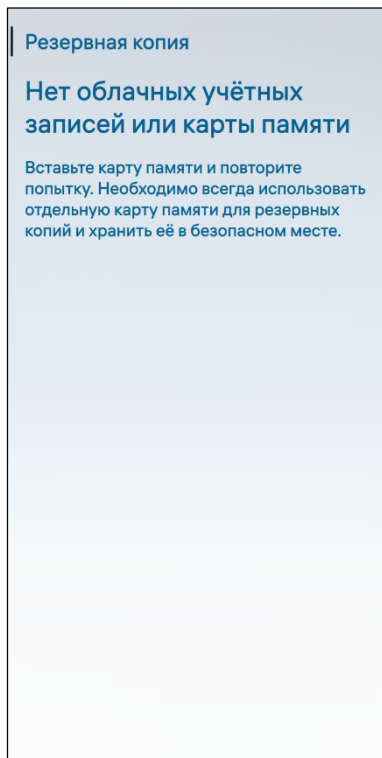 Резервная копия
Нет облачных учётных
записей или карты памяти
Вставьте карту памяти и повторите
попытку. Необходимо всегда использовать
отдельную карту памяти для резервных
копий и хранить её в безопасном месте.